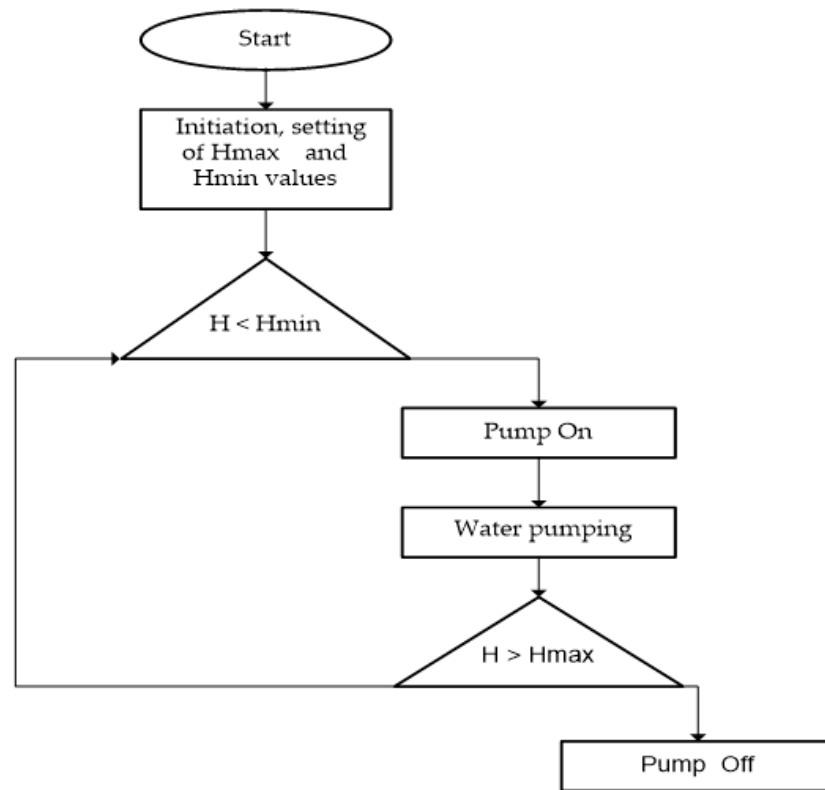 Start
Initiation, setting
of Hmax and
Hmin values
H < Hmin
Pump On
Water pumping
H > Hmax
Pump Off